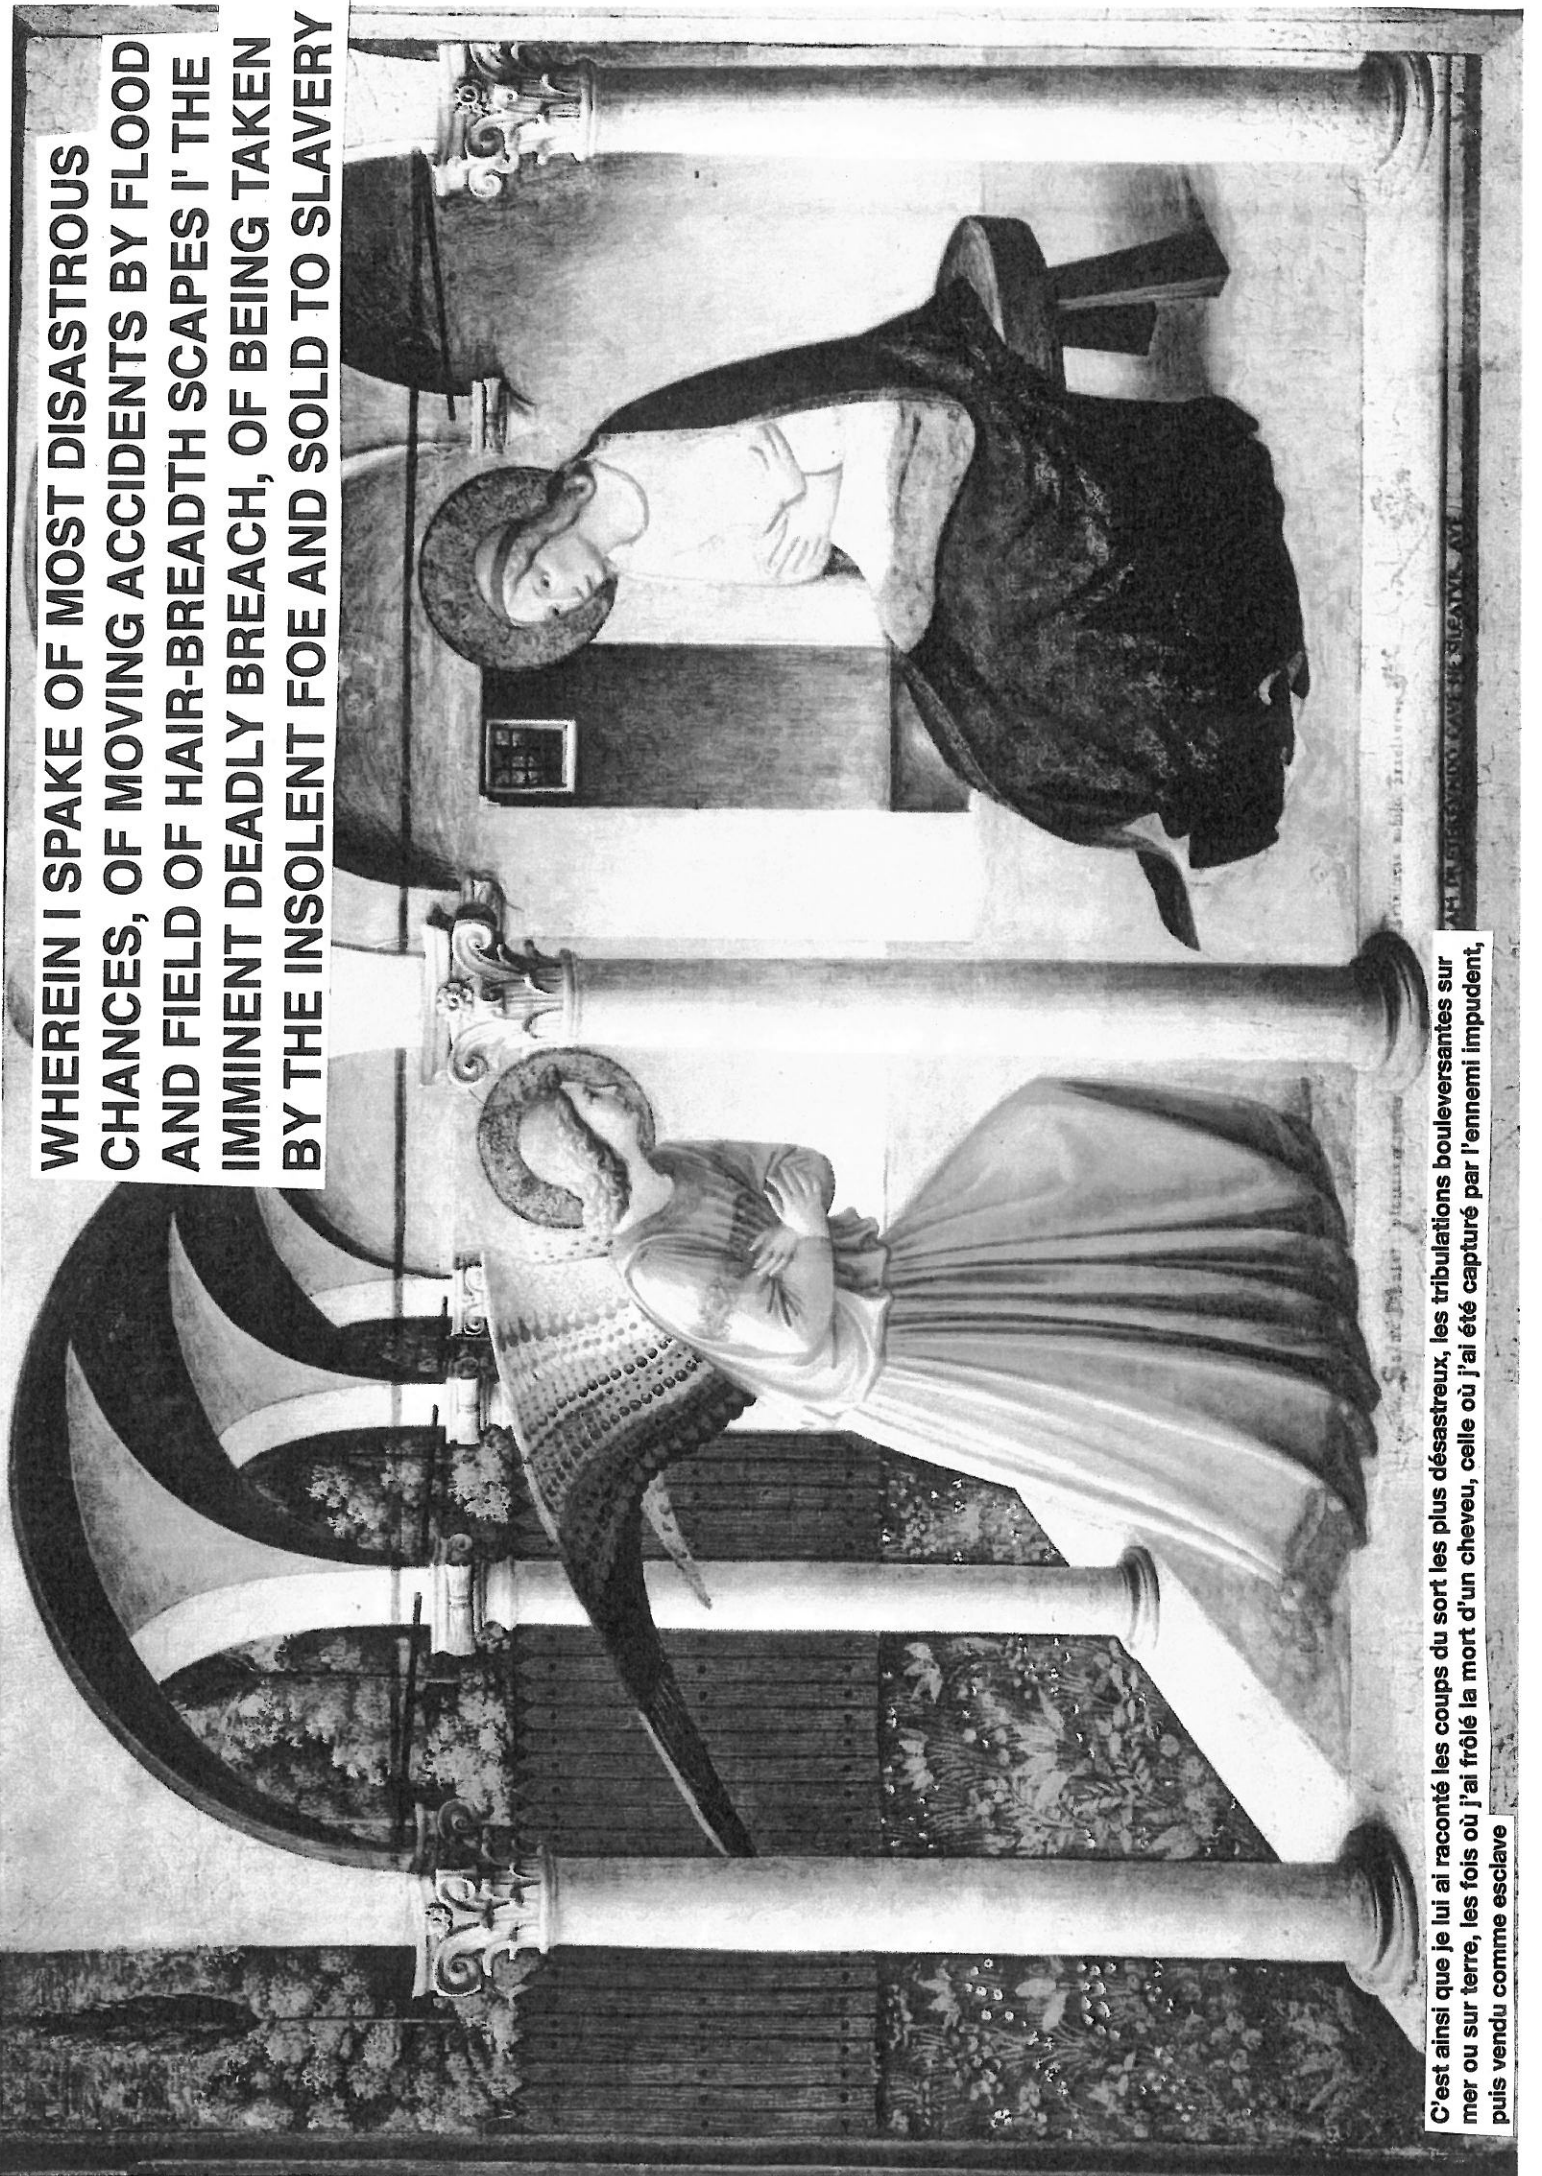 WHEREIN I SPAKE OF MOST DISASTROUS
CHANCES, OF MOVING ACCIDENTS BY FLOOD
AND FIELD OF HAIR-BREADTH SCAPES I' THE
IMMINENT DEADLY BREACH, OF BEING TAKEN
BY THE INSOLENT FOE AND SOLD TO SLAVERY
C'est ainsi que je lui ai raconté les coups du sort les plus désastreux, les tribulations bouleversantes sur
mer ou sur terre, les fois où j'ai frôlé la mort d'un cheveu, celle où j'ai été capturé par l'ennemi impudent,
puis vendu comme esclave